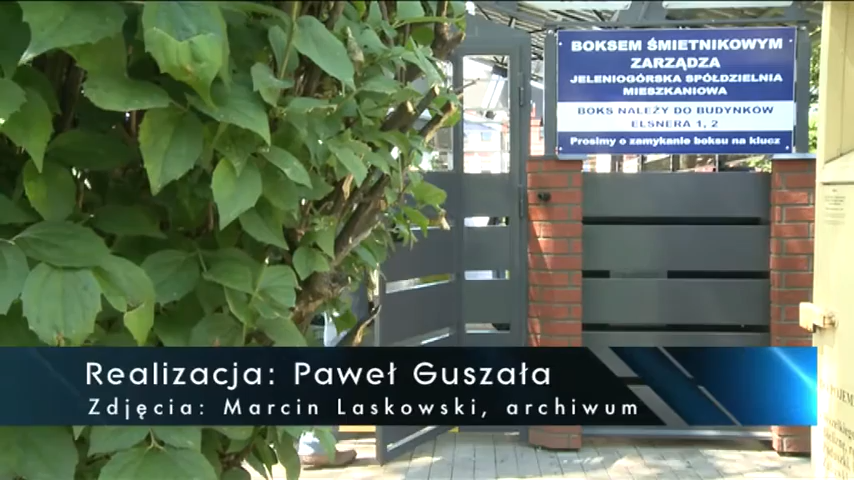 BOKSEM ŚMIETNIKOWYM
ZARZĄDZA
JELENIOGÓRSKA SPÓŁDZIELNIA
MIESZKANIOWA
BOKS NALEŻY DO BUDYNKÓW
ELSNERA 1, 2
Prosimy o zamykanie boksu na klucz
Realizacja: Paweł Guszała
Zdjęcia: Marcin Laskowski, archiwum